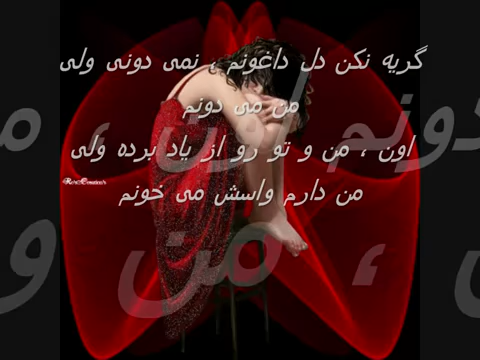 گریه نکن دل داغونم ، نمی دونی ولی
من می دونم
اون ، من و تو رو از یاد برده ولی
من دارم واسش می خونم